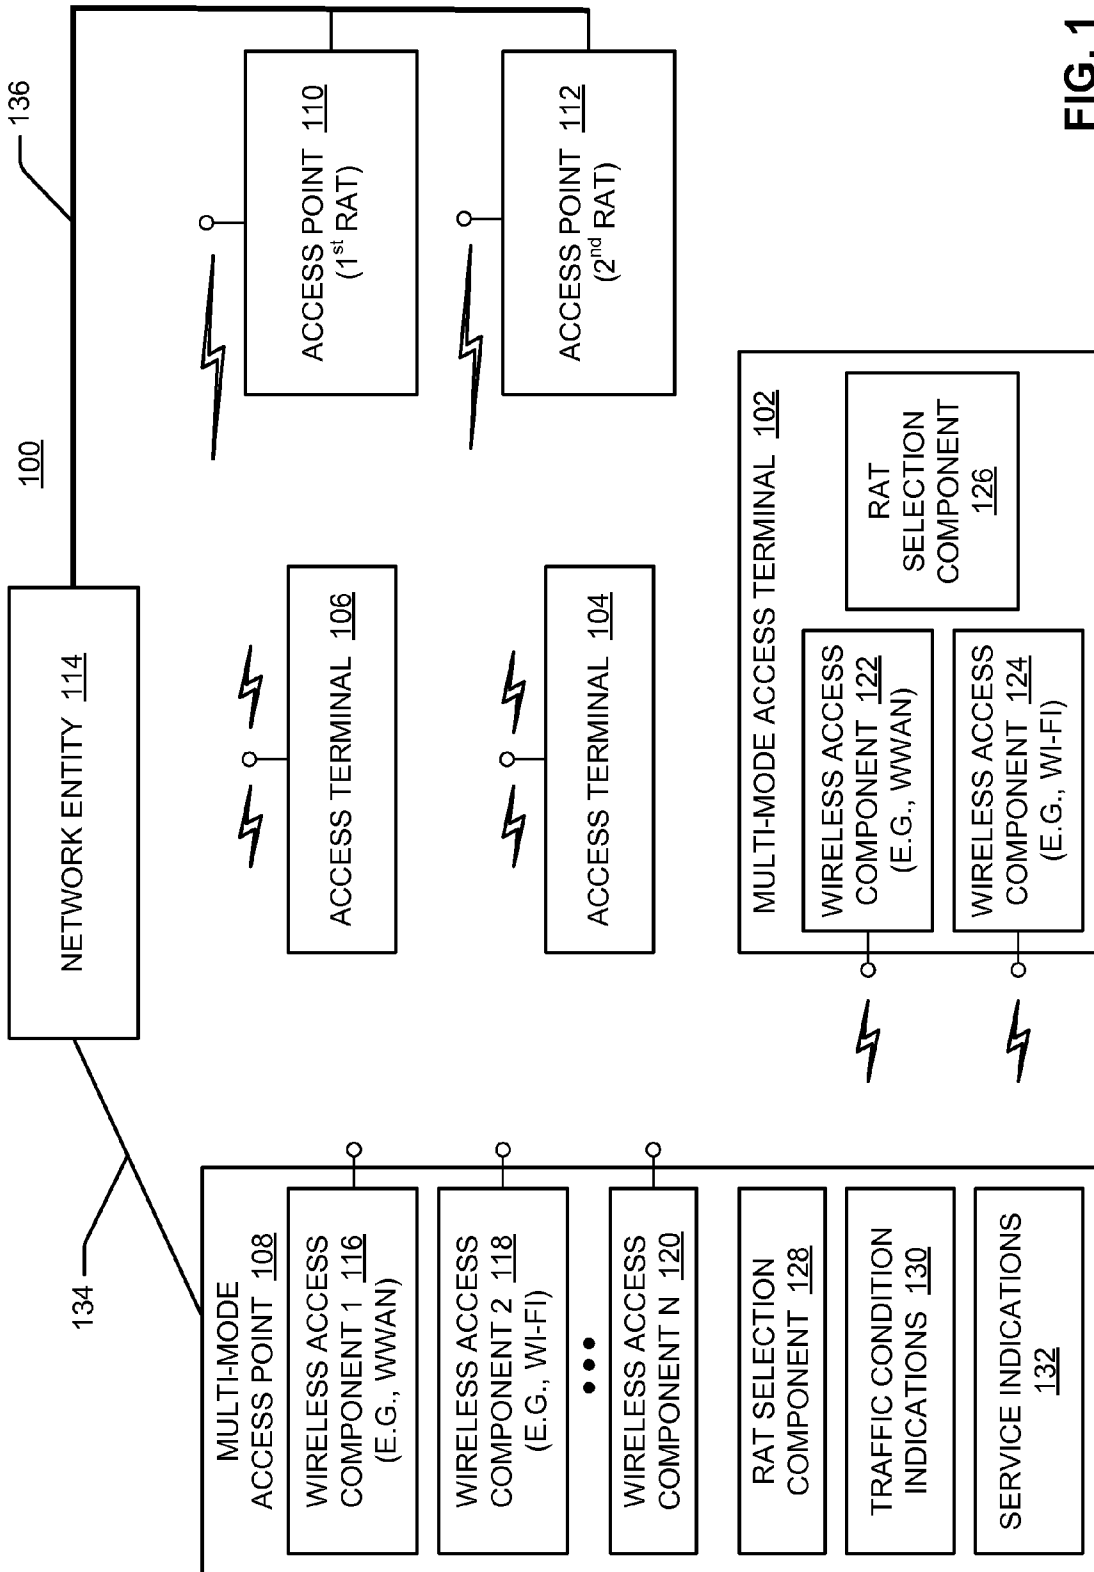 100
134
136
NETWORK ENTITY 114
MULTI-MODE
ACCESS POINT 108
WIRELESS ACCESS
COMPONENT 1 116
(E.G., WWAN)
WIRELESS ACCESS
COMPONENT 2 118
(E.G., WI-FI)
•••
WIRELESS ACCESS
COMPONENT N 120
RAT SELECTION
COMPONENT 128
TRAFFIC CONDITION
INDICATIONS 130
SERVICE INDICATIONS
132
ACCESS TERMINAL 106
ACCESS TERMINAL 104
ACCESS POINT 110
(1st RAT)
ACCESS POINT 112
(2nd RAT)
MULTI-MODE ACCESS TERMINAL 102
WIRELESS ACCESS
COMPONENT 122
(E.G., WWAN)
WIRELESS ACCESS
COMPONENT 124
(E.G., WI-FI)
RAT
SELECTION
COMPONENT
126
FIG. 1